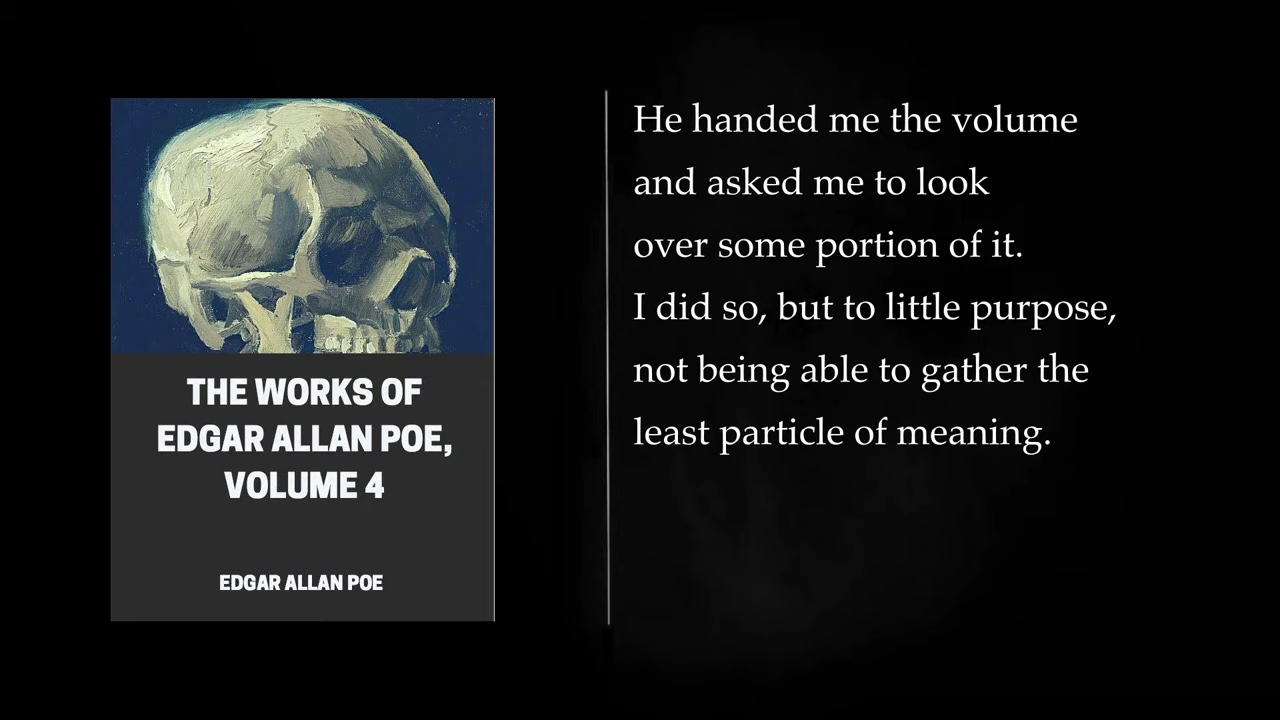 THE WORKS OF
EDGAR ALLAN POE,
VOLUME 4
EDGAR ALLAN POE
He handed me the volume
and asked me to look
over some portion of it.
I did so, but to little purpose,
not being able to gather the
least particle of meaning.